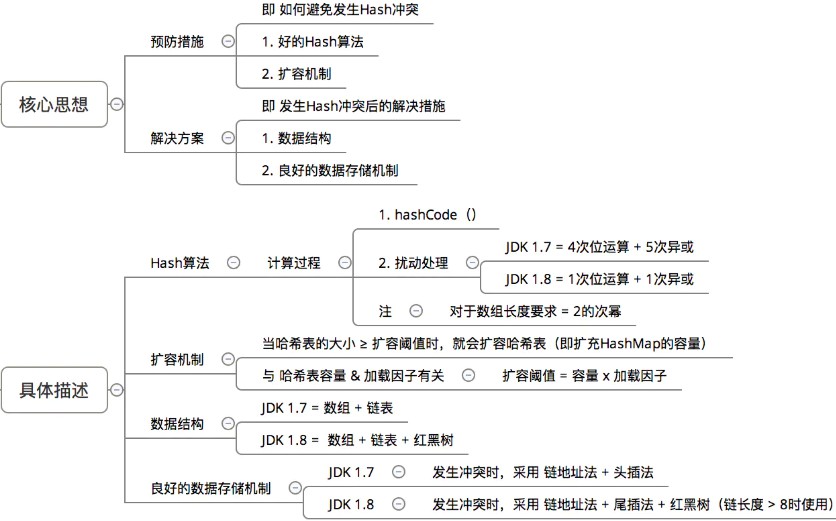 核心思想
预防措施
即 如何避免发生Hash冲突
1. 好的Hash算法
2. 扩容机制
解决方案
即 发生Hash冲突后的解决措施
1. 数据结构
2. 良好的数据存储机制
具体描述
Hash算法
计算过程
1. hashCode（）
2. 扰动处理
JDK 1.7 = 4次位运算 + 5次异或
JDK 1.8 = 1次位运算 + 1次异或
注
对于数组长度要求 = 2的次幂
扩容机制
当哈希表的大小 ≥ 扩容阈值时，就会扩容哈希表（即扩充HashMap的容量）
与 哈希表容量 & 加载因子有关
扩容阈值 = 容量 x 加载因子
数据结构
JDK 1.7 = 数组 + 链表
JDK 1.8 = 数组 + 链表 + 红黑树
良好的数据存储机制
JDK 1.7
发生冲突时，采用 链地址法 + 头插法
JDK 1.8
发生冲突时，采用 链地址法 + 尾插法 + 红黑树（链长度 > 8时使用）